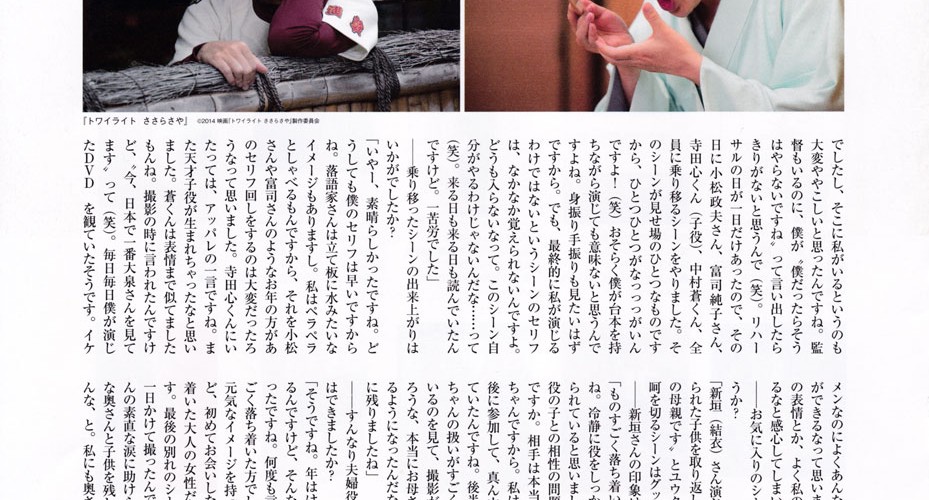 『トワイライト ささらさや』 ©2014 映画「トワイライト ささらさや」製作委員会
でしたし、そこに私がいるというのも
大変ややこしいと思ったんですね。監
督もいるのに、僕が〝僕だったらそう
はやらないですね〟って言い出したら
きりがないと思うんで(笑)。リハー
サルの日が一日だけあったので、その
日に小松政夫さん、富司純子さん、
寺田心くん(子役)、中村蒼くん、全
員に乗り移るシーンをやりました。そ
のシーンが見せ場のひとつなものです
から、ひとつひとつがなっっっがいん
ですよ!(笑)おそらく僕が台本を持
ちながら演じても意味ないと思うんで
すよね。身振り手振りも見たいはず
ですから。でも、最終的に私が演じる
わけではないというシーンのセリフ
は、なかなか覚えられないんですよ。
どうも入らないなって。このシーン自
分がやるわけじゃないんだな……って
(笑)。来る日も来る日も読んでいたん
ですけど。一苦労でした」
――乗り移ったシーンの出来上がりは
いかがでしたか?
「いやー、素晴らしかったですね。ど
うしても僕のセリフは早いですから
ね。落語家さんは立て板に水みたいな
イメージもあります。私はベラベラ
としゃべるもんですから、それを小松
さんや富司さんのようなお年の方があ
のセリフ回しをするのは大変だったろ
うなって思いました。寺田心くんにい
たっては、アッパレの一言ですね。ま
た天才子役が生まれちゃったなと思い
ました。蒼くんは表情まで似てました
もんね。撮影の時に言われたんですけ
ど、〝今、日本で一番大泉さんを見て
ます〟って(笑)。毎日毎日僕が演じ
たDVDを観ていたそうです。イケ
メンなのによくあん
ができるなって思い
の表情とか、よく私の
るなと感心してしまい
――お気に入りのシ
うか?
「新垣(結衣)さん演
られた子供を取り返
の母親です〟とユウタ
呵を切るシーンはグッ
――新垣さんの印象
「ものすごく落ち着い
ね。冷静に役をしっか
られていると思いま
役の子との相性の問題
ですか。相手は本当
ちゃんですから。私は
後に参加して、真ん
ていたんですね。後
ちゃんの扱いがすご
いるのを見て、撮影が
ろうな、本当にお母さ
るようになったんだな
に残りましたね」
――すんなり夫婦役
はできましたか?
「そうですね。年はは
るんですけど、そんな
ったですね。何度も言
ごく落ち着いた方でし
元気なイメージを持
ど、初めてお会いした
着いた大人の女性だ
す。最後の別れのシ
一日かけて撮ったんで
んの素直な涙に助け
な奥さんと子供を残
んな、と。私にも奥さ